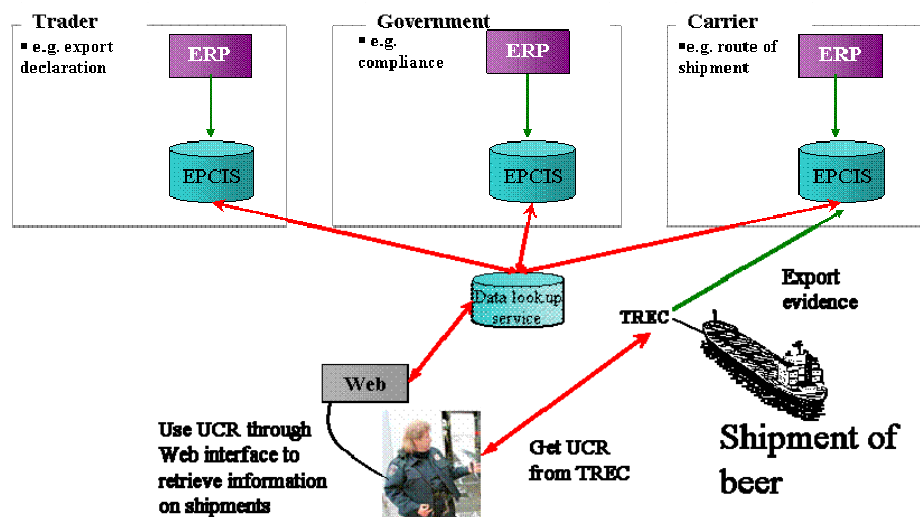 Trader
▪ e.g. export
declaration
ERP
EPCIS
Government
▪ e.g.
compliance
ERP
EPCIS
Carrier
▪e.g. route of
shipment
ERP
EPCIS
Data lookup
service
TREC
Export
evidence
Web
Use UCR through
Web interface to
retrieve information
on shipments
Get UCR
from TREC
Shipment of
beer